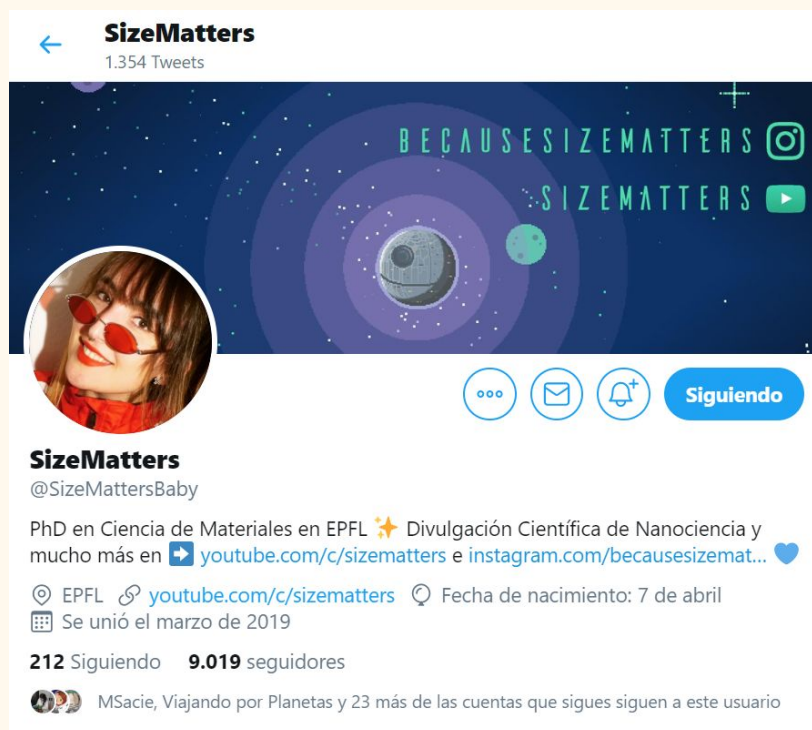 SizeMatters
1.354 Tweets
BECAUSESIZEMATTERS
SIZEMATTERS
Siguiendo
SizeMatters
@SizeMattersBaby
PhD en Ciencia de Materiales en EPFL ✨ Divulgación Científica de Nanociencia y
mucho más en ➡️ youtube.com/c/sizematters e instagram.com/becausesizemat... 💙
EPFL youtube.com/c/sizematters Fecha de nacimiento: 7 de abril
Se unió el marzo de 2019
212 Siguiendo 9.019 seguidores
MSacie, Viajando por Planetas y 23 más de las cuentas que sigues siguen a este usuario